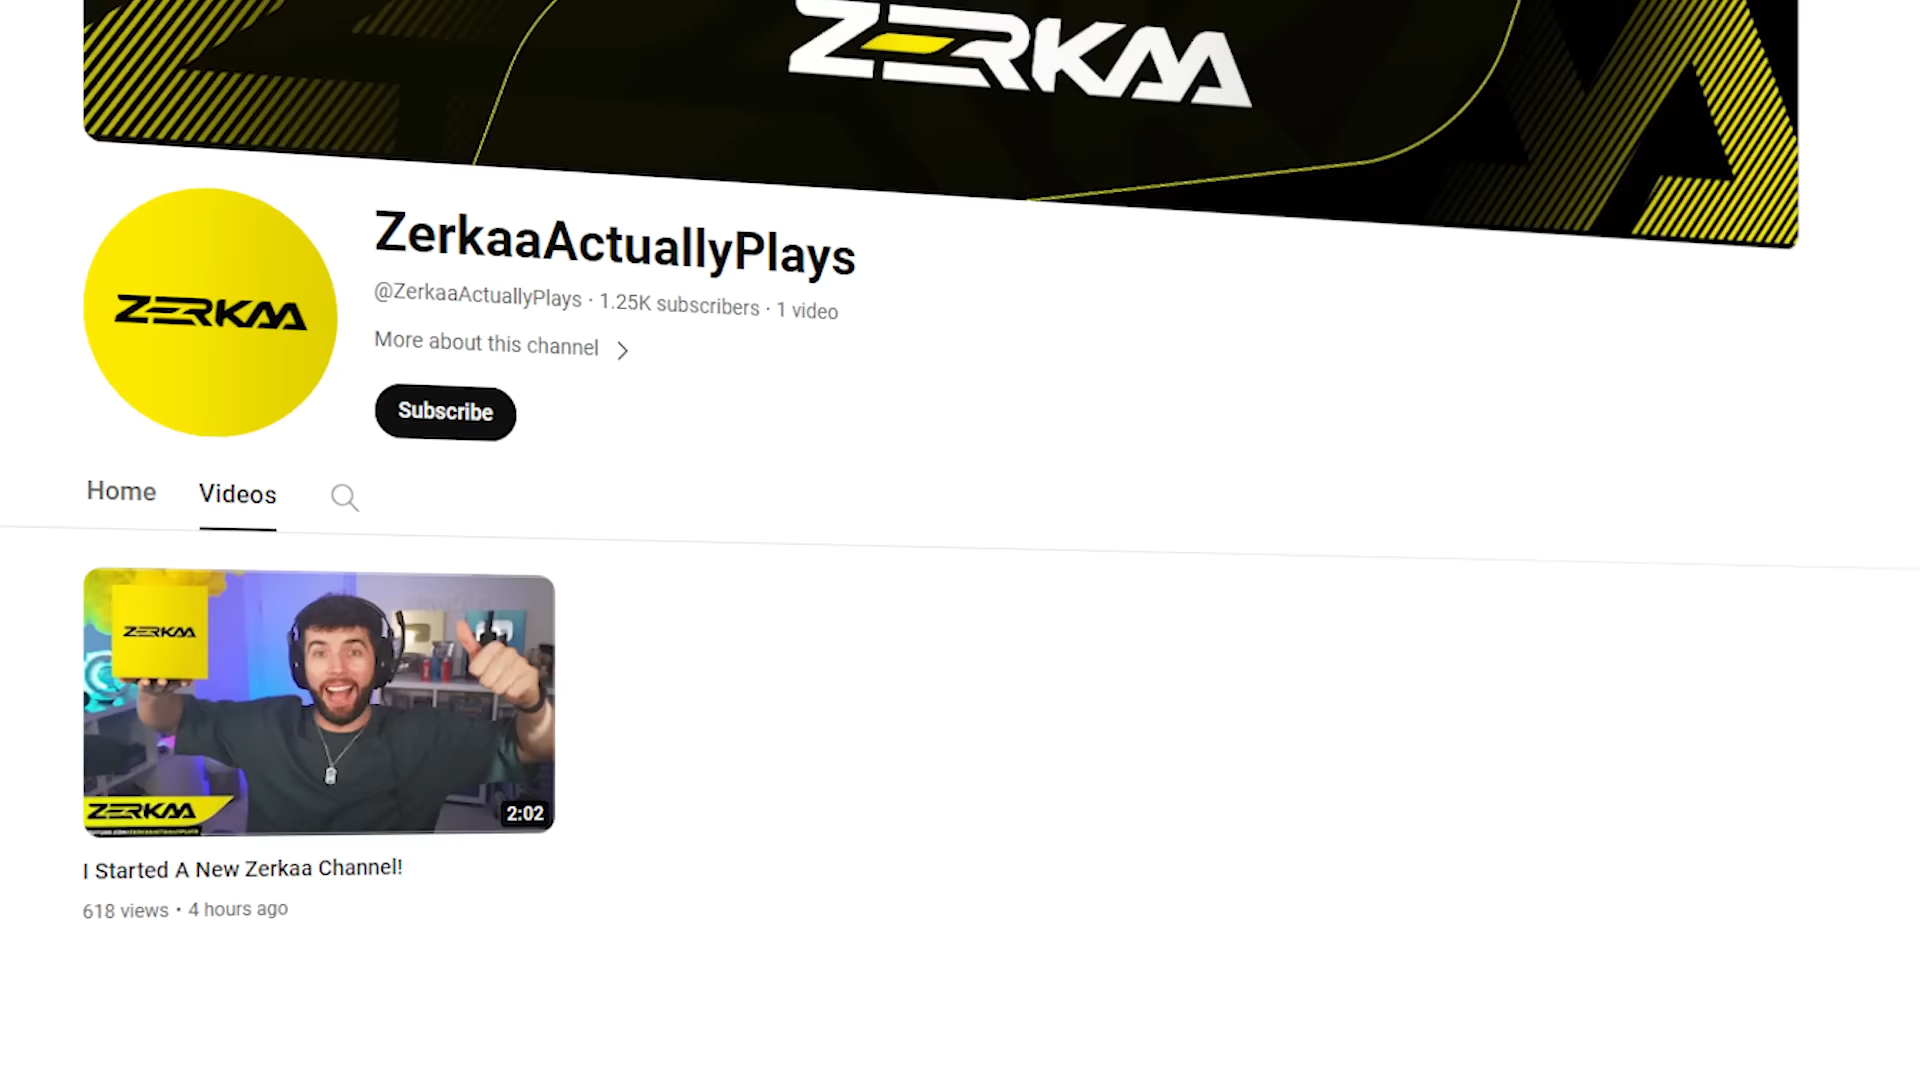 ZERKAA
ZerkaaActuallyPlays
@ZerkaaActuallyPlays · 1.25K subscribers · 1 video
More about this channel
Subscribe
ZERKAA
Home Videos
ZERKAA
ZERKAA
2:02
I Started A New Zerkaa Channel!
618 views • 4 hours ago